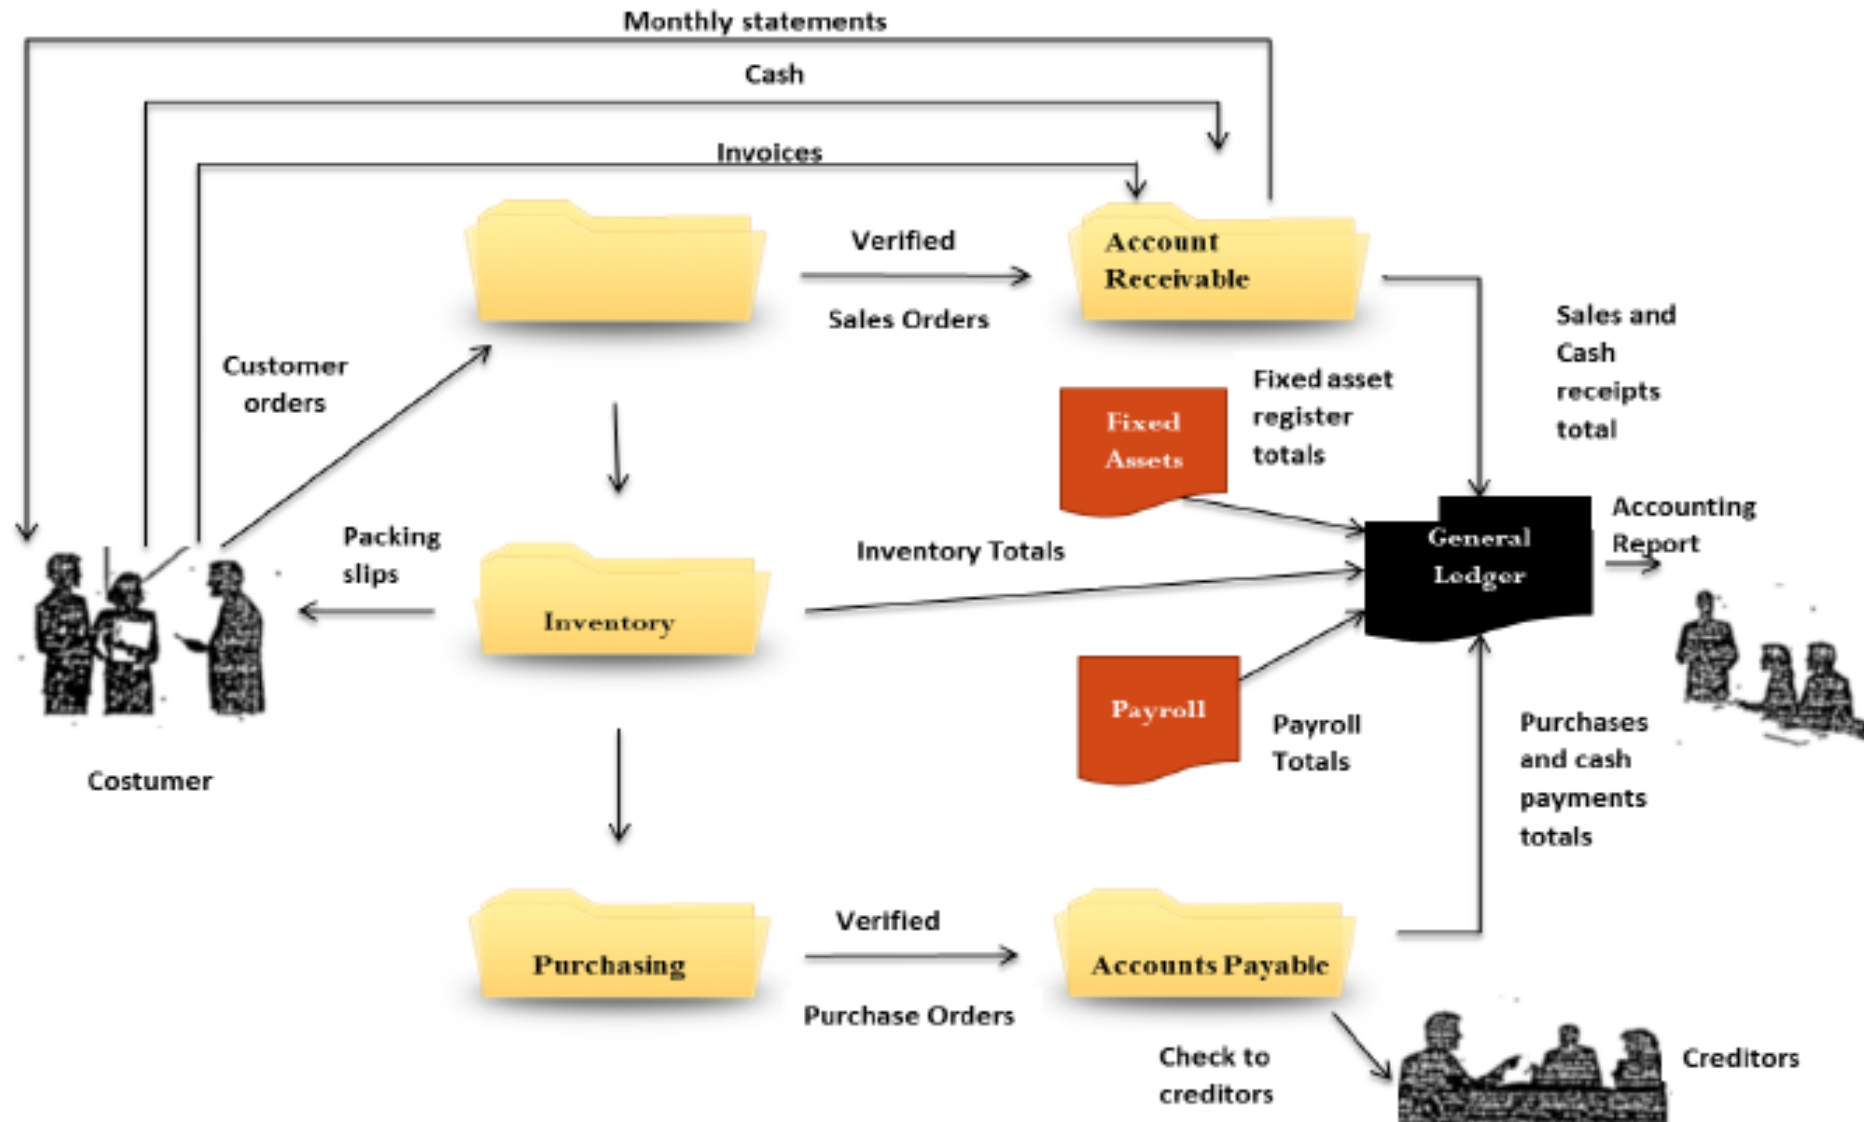 Monthly statements
Cash
Invoices
Verified
Sales Orders
Account
Receivable
Customer
orders
Sales and
Cash
receipts
total
Fixed
Assets
Fixed asset
register
totals
Packing
slips
Inventory
Inventory Totals
General
Ledger
Accounting
Report
Costumer
Payroll
Payroll
Totals
Purchases
and cash
payments
totals
Purchasing
Verified
Purchase Orders
Accounts Payable
Check to
creditors
Creditors